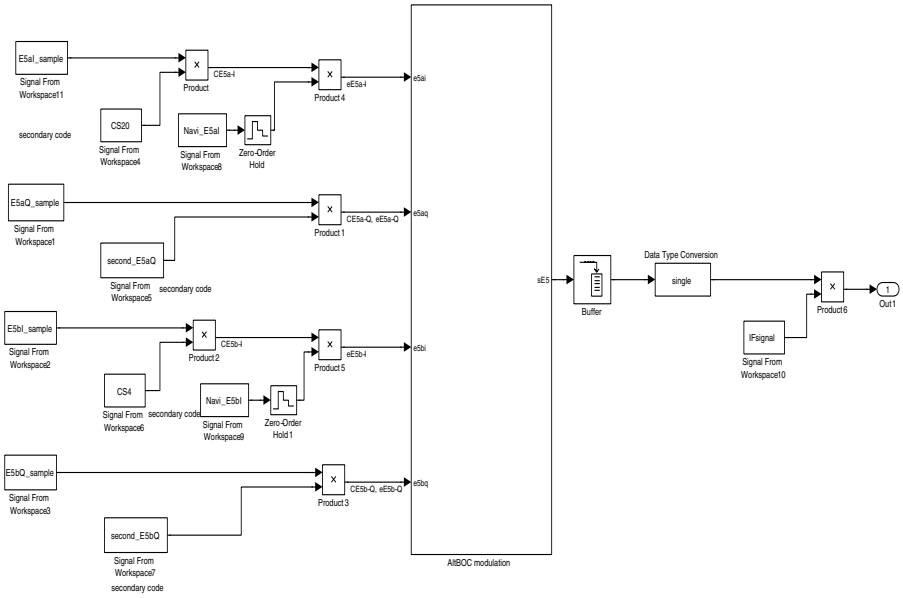 E5aI_sample
Signal From
Workspace11
X
Product
CE5a-I
CS20
Signal From
Workspace4
secondary code
Navi_E5aI
Signal From
Workspace8
Zero-Order
Hold
X
Product 4
eE5a-I
e5ai
E5aQ_sample
Signal From
Workspace1
X
Product 1
CE5a-Q, eE5a-Q
e5aq
second_E5aQ
Signal From
Workspace5
secondary code
E5bI_sample
Signal From
Workspace2
X
Product 2
CE5b-I
CS4
Signal From
Workspace6
secondary code
Navi_E5bI
Signal From
Workspace9
Zero-Order
Hold 1
X
Product 5
eE5b-I
e5bi
E5bQ_sample
Signal From
Workspace3
X
Product 3
CE5b-Q, eE5b-Q
e5bq
second_E5bQ
Signal From
Workspace7
secondary code
AltBOC modulation
sE5
Buffer
Data Type Conversion
single
IFsignal
Signal From
Workspace10
X
Product 6
1
Out1